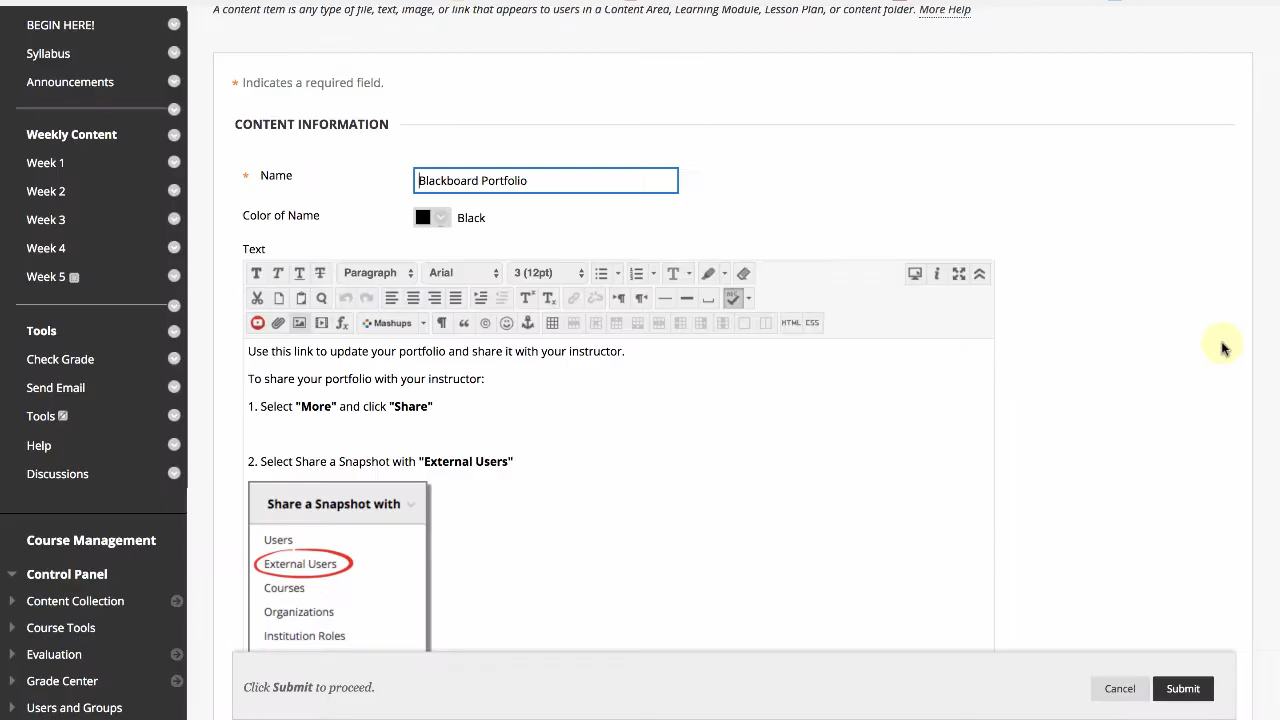 A content item is any type of file, text, image, or link that appears to users in a Content Area, Learning Module, Lesson Plan, or content folder. More Help
BEGIN HERE!
Syllabus
Announcements
Weekly Content
Week 1
Week 2
Week 3
Week 4
Week 5
Tools
Check Grade
Send Email
Tools
Help
Discussions
Course Management
Control Panel
Content Collection
Course Tools
Evaluation
Grade Center
Users and Groups
* Indicates a required field.
CONTENT INFORMATION
* Name
Blackboard Portfolio
Color of Name
Black
Text
T T T T Paragraph Arial 3 (12pt) T
ABC
fx Mashups HTML CSS
Use this link to update your portfolio and share it with your instructor.
To share your portfolio with your instructor:
1. Select "More" and click "Share"
2. Select Share a Snapshot with "External Users"
Share a Snapshot with
Users
External Users
Courses
Organizations
Institution Roles
Click Submit to proceed.
Cancel
Submit